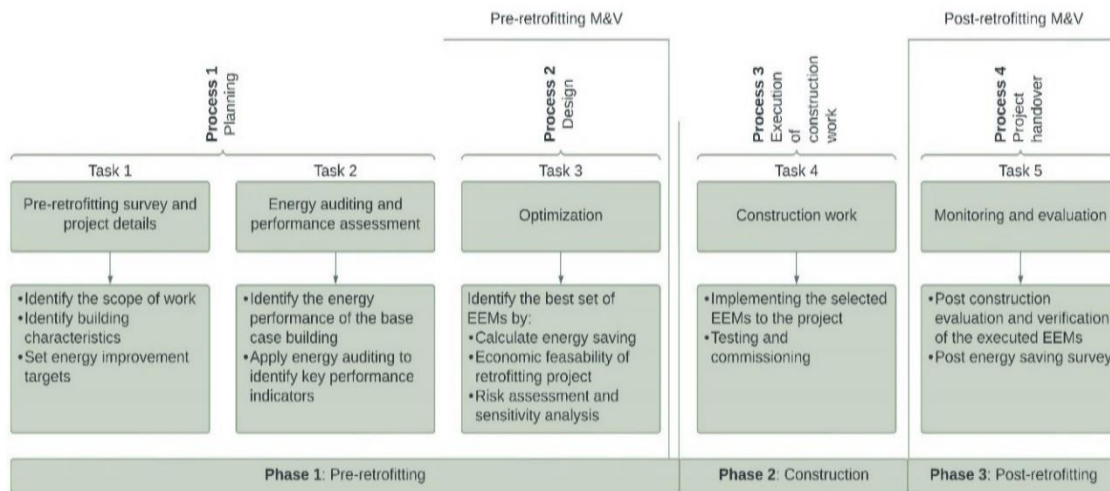 Pre-retrofitting M&V
Post-retrofitting M&V
Process 1
Planning
Process 2
Design
Process 3
Execution
of
construction
work
Process 4
Project
handover
Task 1
Task 2
Task 3
Task 4
Task 5
Pre-retrofitting survey and
project details
Energy auditing and
performance assessment
Optimization
Construction work
Monitoring and evaluation
•Identify the scope of work
•Identify building
characteristics
•Set energy improvement
targets
•Identify the energy
performance of the base
case building
•Apply energy auditing to
identify key performance
indicators
Identify the best set of
EEMs by:
•Calculate energy saving
•Economic feasability of
retrofitting project
•Risk assessment and
sensitivity analysis
•Implementing the selected
EEMs to the project
•Testing and
commissioning
•Post construction
evaluation and verification
of the executed EEMs
•Post energy saving survey
Phase 1: Pre-retrofitting
Phase 2: Construction
Phase 3: Post-retrofitting